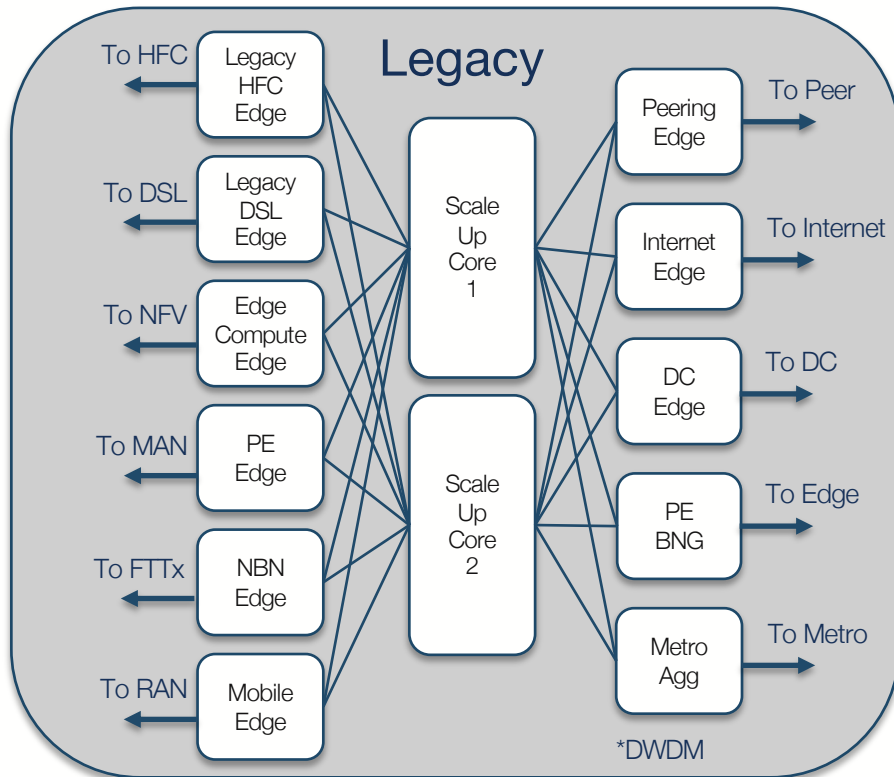 Legacy
To HFC
Legacy
HFC
Edge
To DSL
Legacy
DSL
Edge
To NFV
Edge
Compute
Edge
To MAN
PE
Edge
To FTTx
NBN
Edge
To RAN
Mobile
Edge
Scale
Up
Core
1
Scale
Up
Core
2
Peering
Edge
To Peer
Internet
Edge
To Internet
DC
Edge
To DC
PE
BNG
To Edge
Metro
Agg
To Metro
*DWDM